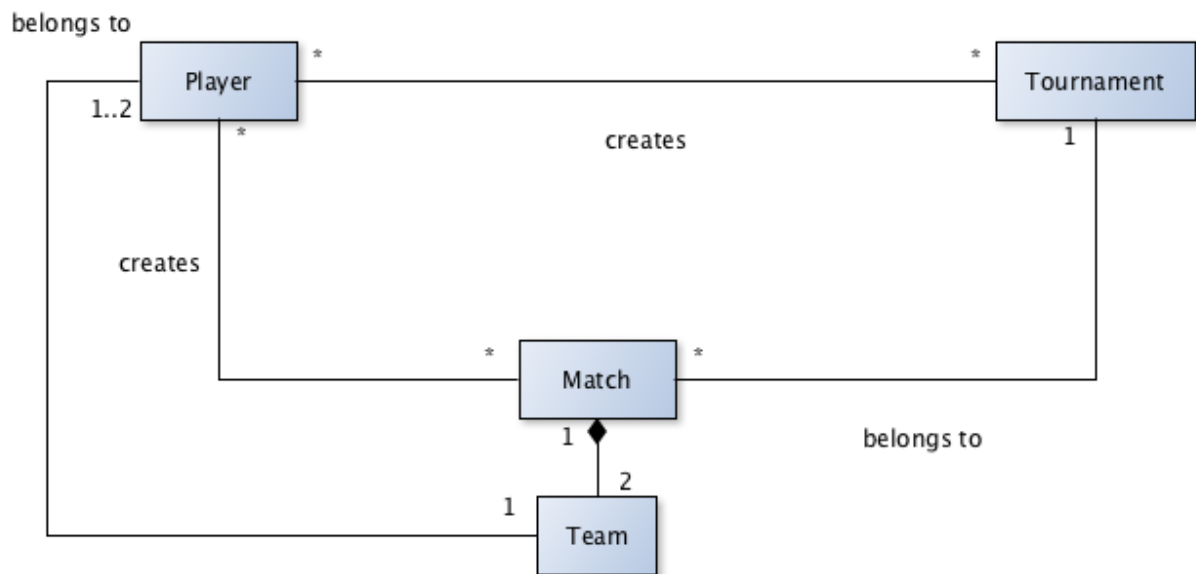 belongs to
Player
*
*
Tournament
1..2
*
creates
1
creates
*
Match
*
1
belongs to
2
1
Team